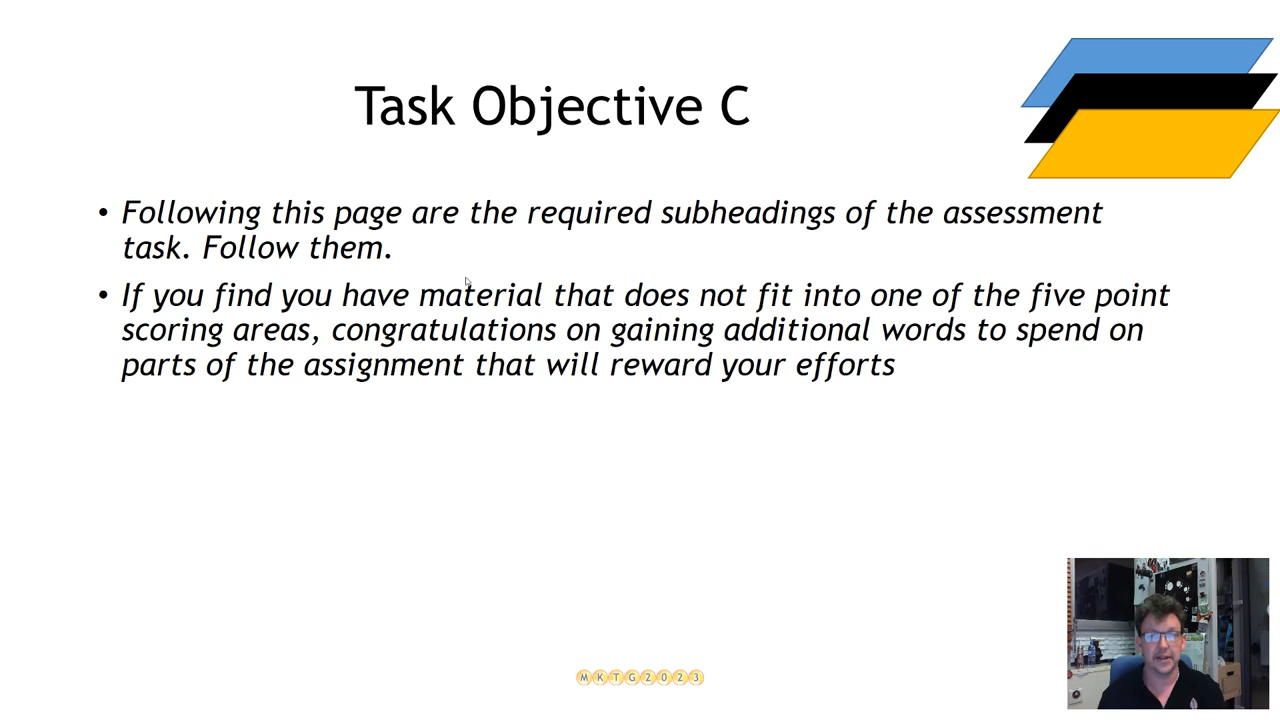 Task Objective C
• Following this page are the required subheadings of the assessment
task. Follow them.
• If you find you have material that does not fit into one of the five point
scoring areas, congratulations on gaining additional words to spend on
parts of the assignment that will reward your efforts
MKTG2023